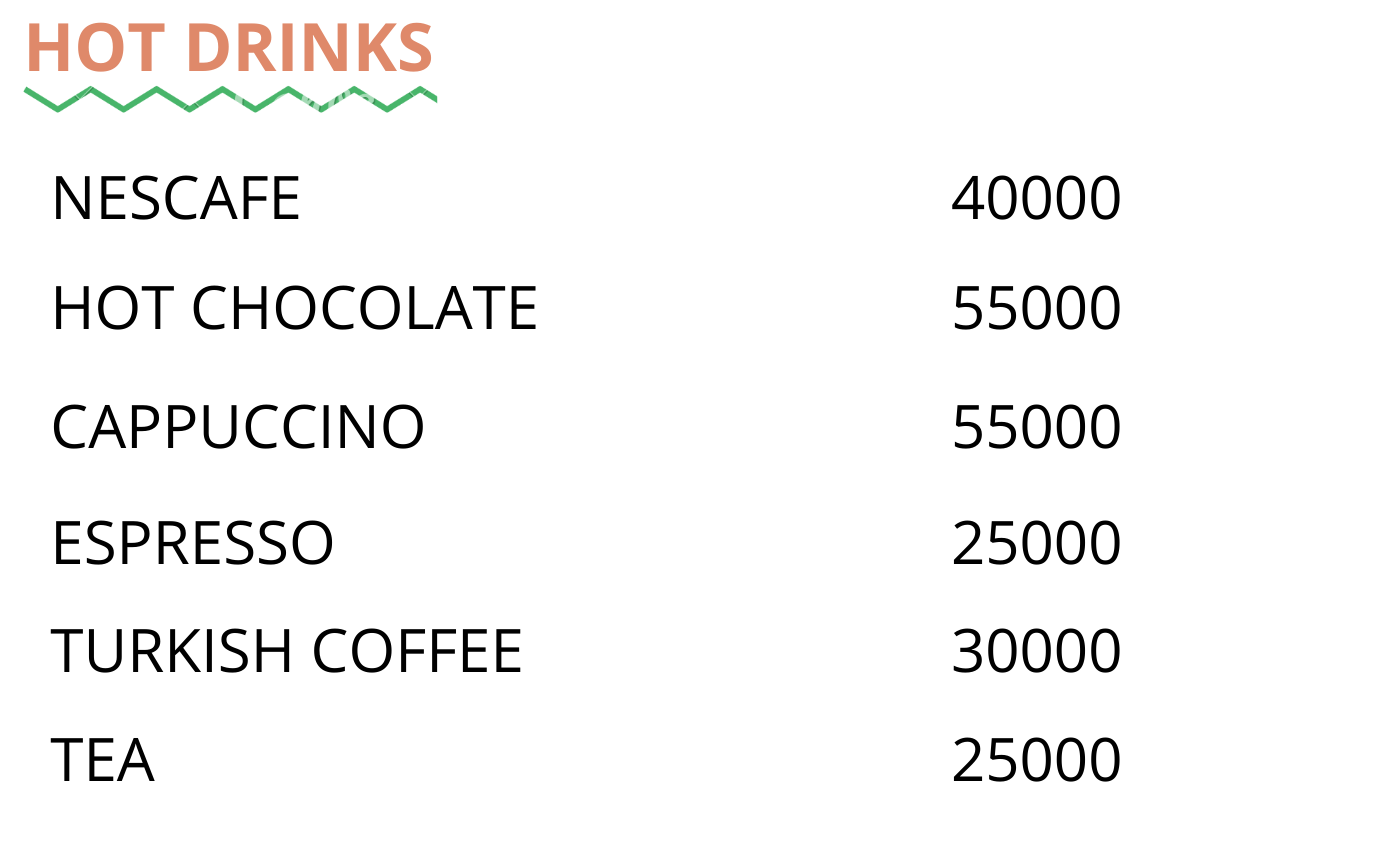 HOT DRINKS
NESCAFE 40000
HOT CHOCOLATE 55000
CAPPUCCINO 55000
ESPRESSO 25000
TURKISH COFFEE 30000
TEA 25000